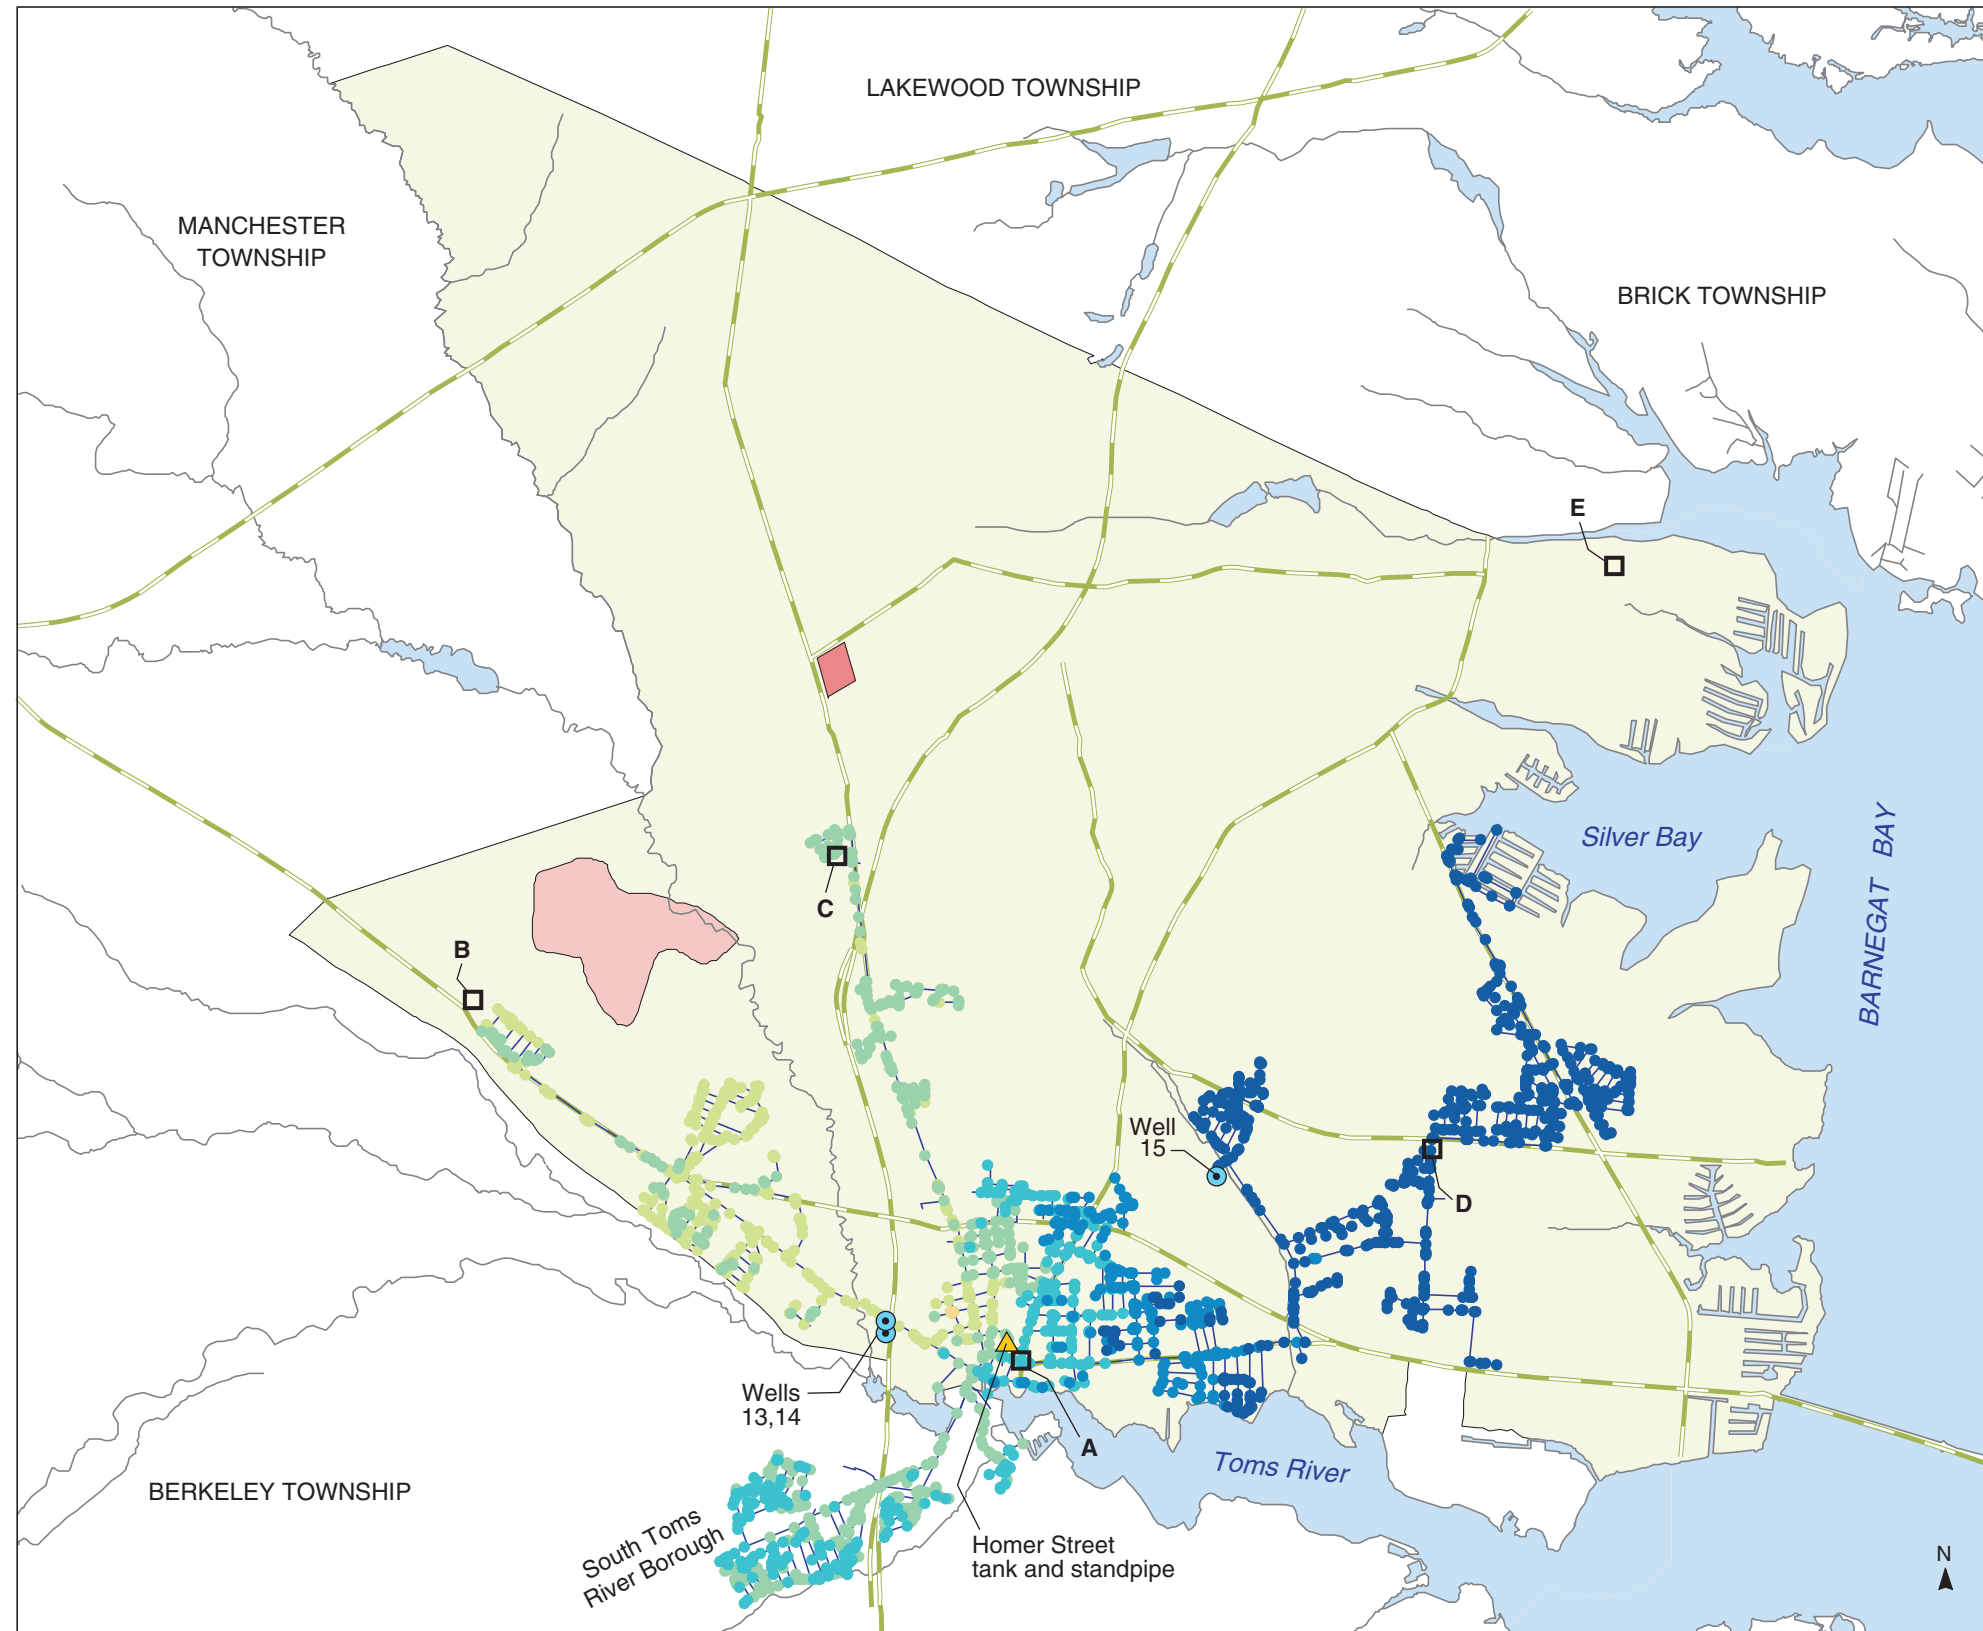 LAKEWOOD TOWNSHIP
MANCHESTER
TOWNSHIP
BRICK TOWNSHIP
E
Silver Bay
BARNEGAT BAY
C
B
Well
15
D
Wells
13,14
A
Toms River
BERKELEY TOWNSHIP
South Toms
River Borough
Homer Street
tank and standpipe
N